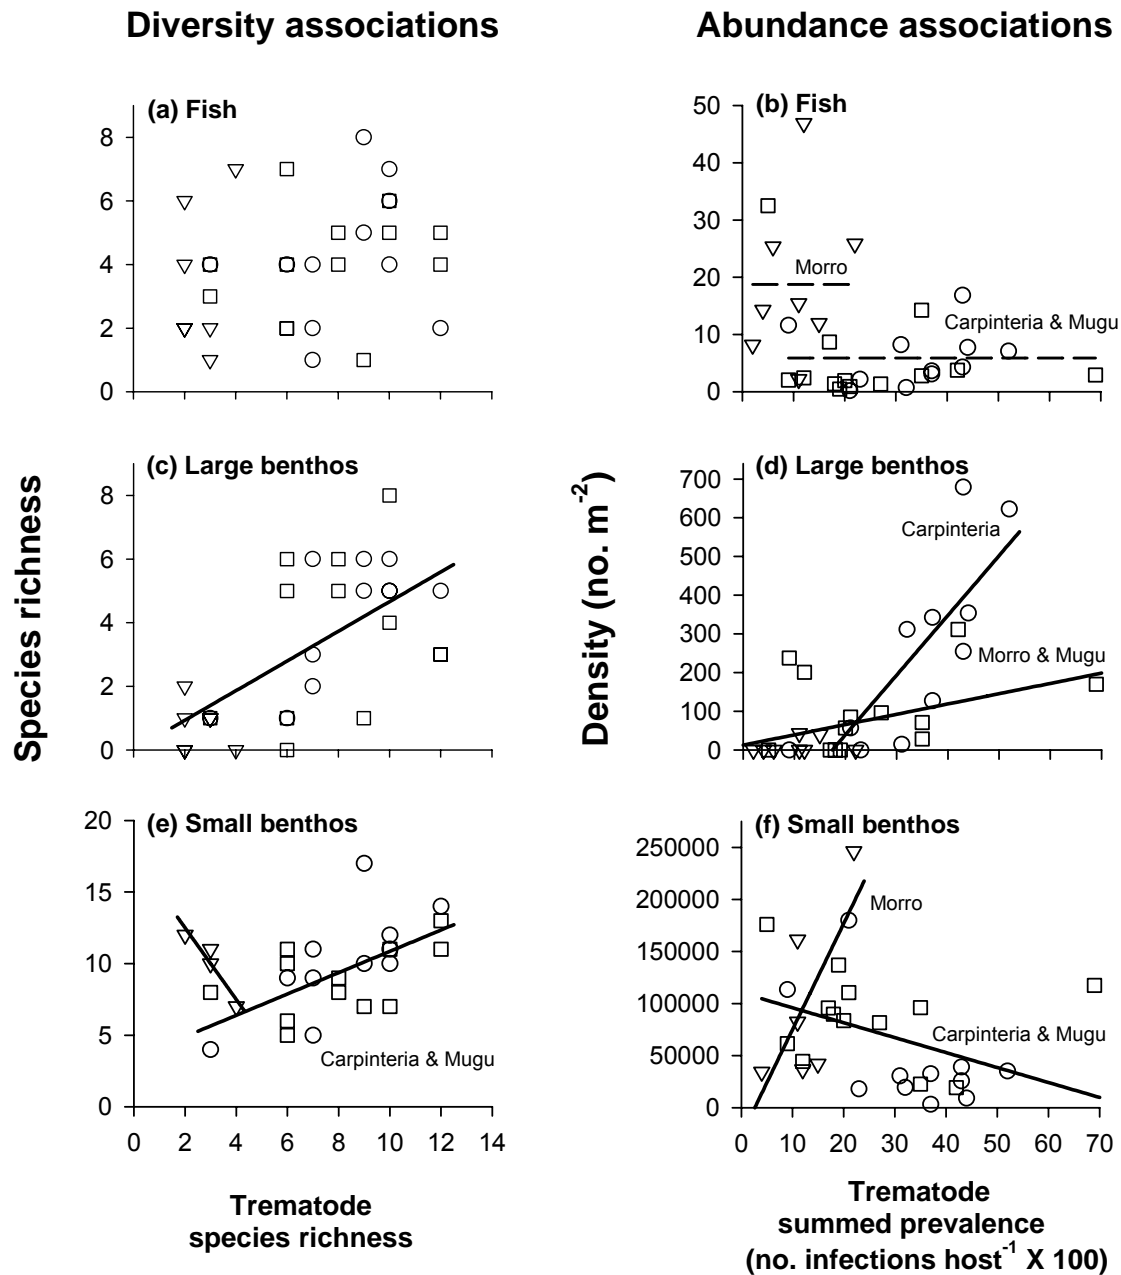 Diversity associations
Abundance associations
(a) Fish
8
6
4
2
0
(b) Fish
50
40
30
20
10
0
Morro
Carpinteria & Mugu
Species richness
(c) Large benthos
8
6
4
2
0
Density (no. m-2)
(d) Large benthos
700
600
500
400
300
200
100
0
Carpinteria
Morro & Mugu
(e) Small benthos
20
15
10
5
0
Carpinteria & Mugu
0 2 4 6 8 10 12 14
Trematode
species richness
(f) Small benthos
250000
200000
150000
100000
50000
0
Morro
Carpinteria & Mugu
0 10 20 30 40 50 60 70
Trematode
summed prevalence
(no. infections host-1 X 100)